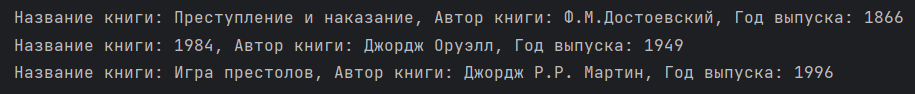 Название книги: Преступление и наказание, Автор книги: Ф.М.Достоевский, Год выпуска: 1866
Название книги: 1984, Автор книги: Джордж Оруэлл, Год выпуска: 1949
Название книги: Игра престолов, Автор книги: Джордж Р.Р. Мартин, Год выпуска: 1996